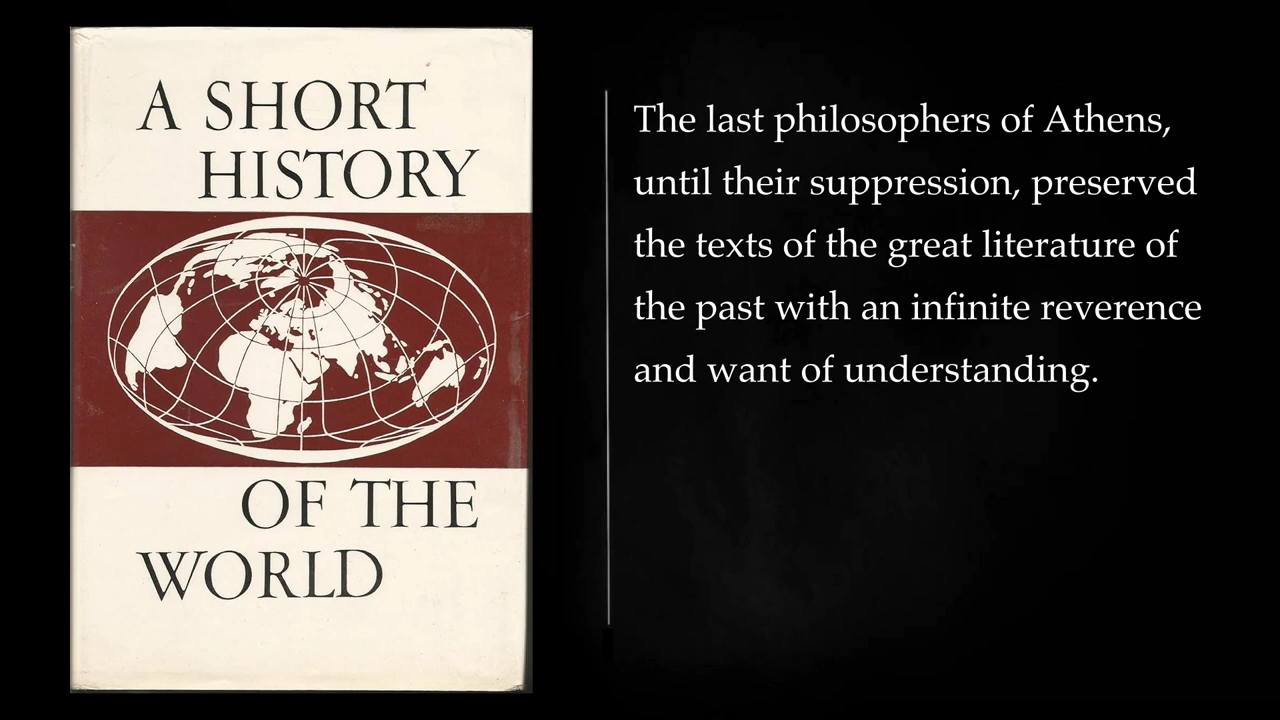 A SHORT
HISTORY
OF THE
WORLD
The last philosophers of Athens,
until their suppression, preserved
the texts of the great literature of
the past with an infinite reverence
and want of understanding.